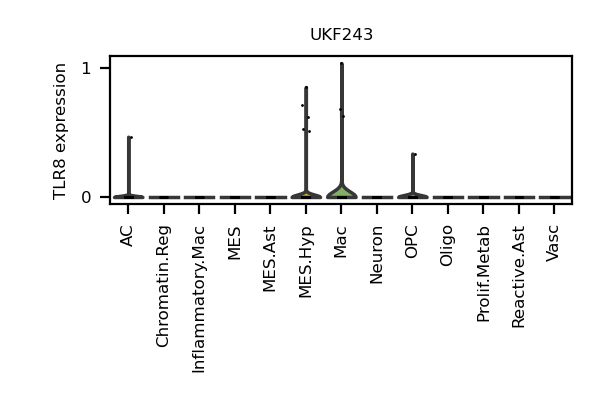 UKF243
TLR8 expression
1
0
AC
Chromatin.Reg
Inflammatory.Mac
MES
MES.Ast
MES.Hyp
Mac
Neuron
OPC
Oligo
Prolif.Metab
Reactive.Ast
Vasc